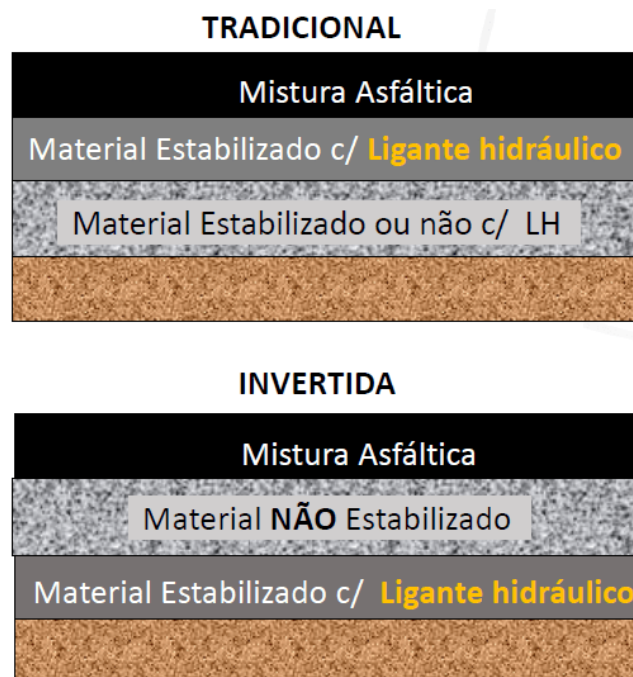 TRADICIONAL
Mistura Asfáltica
Material Estabilizado c/ Ligante hidráulico
Material Estabilizado ou não c/ LH
INVERTIDA
Mistura Asfáltica
Material NÃO Estabilizado
Material Estabilizado c/ Ligante hidráulico